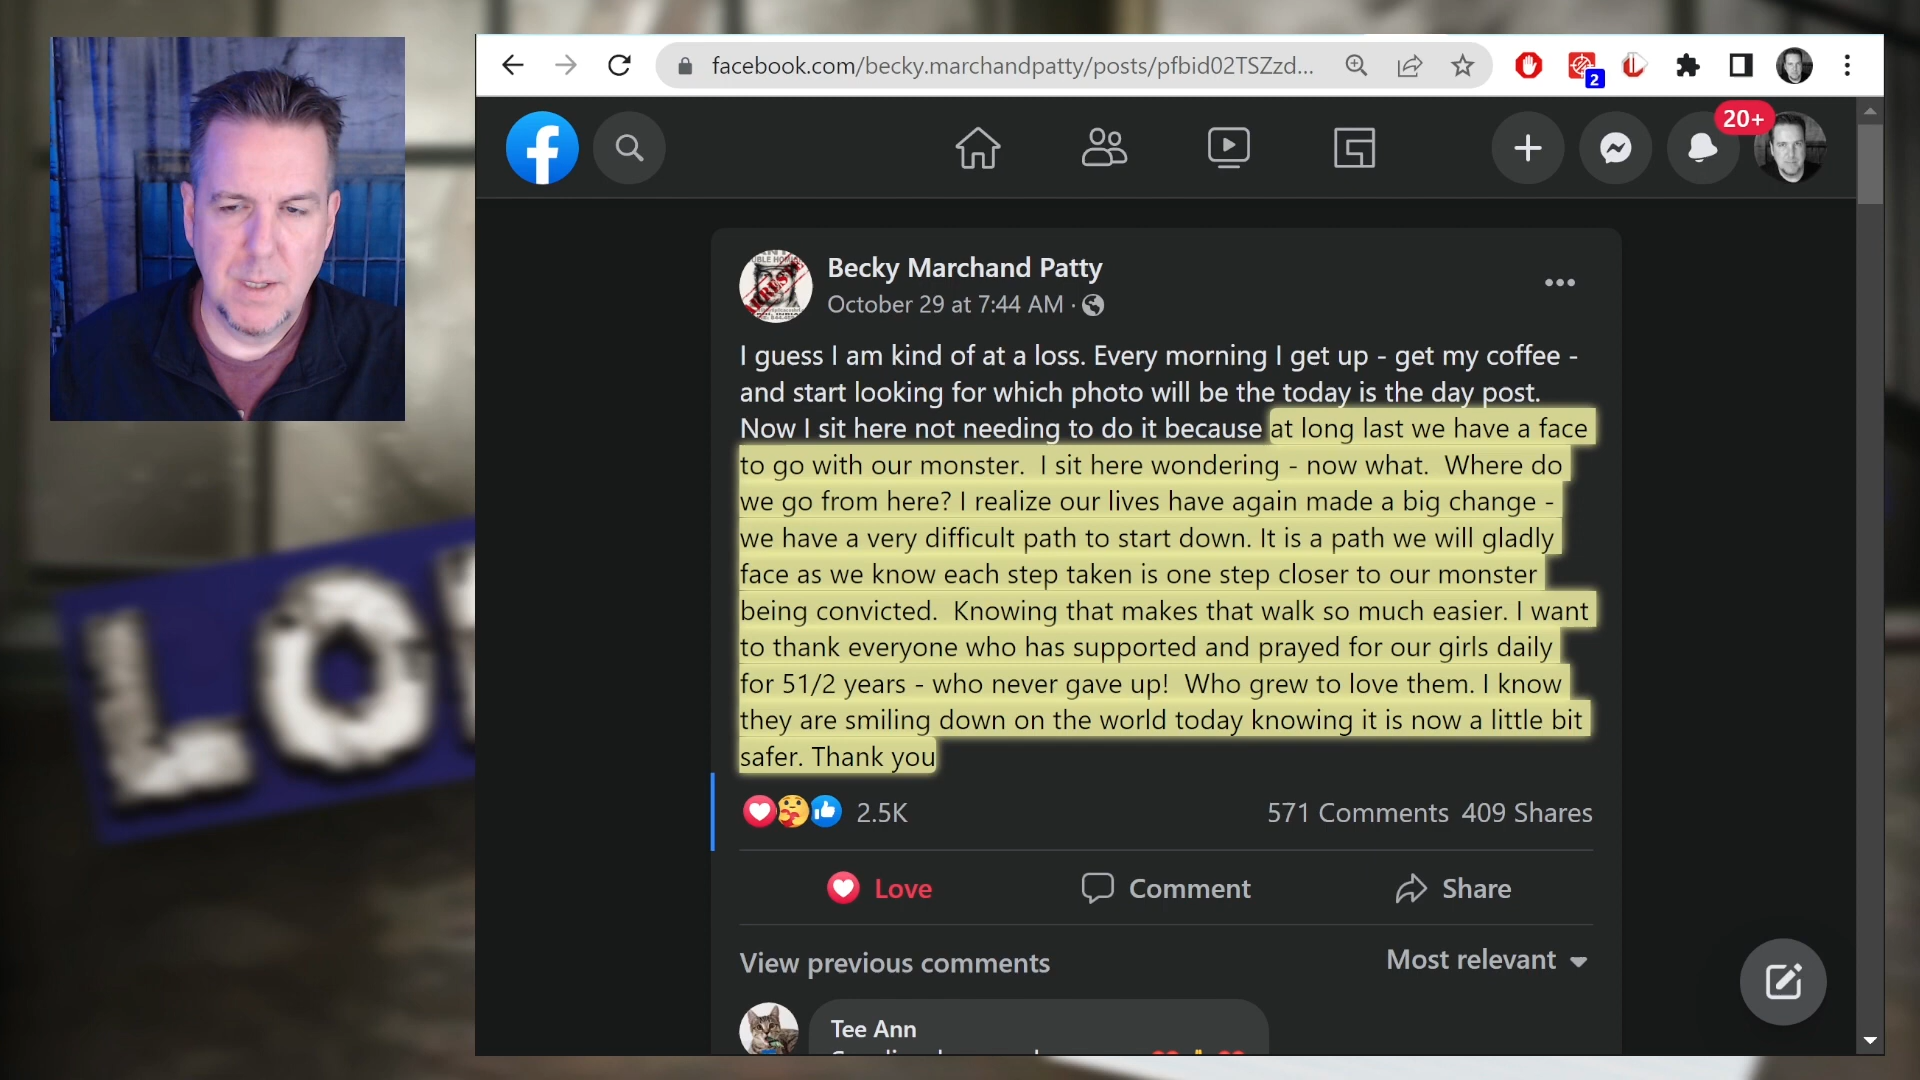 facebook.com/becky.marchandpatty/posts/pfbid02TSZzd...
2
20+
Becky Marchand Patty
October 29 at 7:44 AM ·
I guess I am kind of at a loss. Every morning I get up - get my coffee -
and start looking for which photo will be the today is the day post.
Now I sit here not needing to do it because at long last we have a face
to go with our monster.  I sit here wondering - now what.  Where do
we go from here? I realize our lives have again made a big change -
we have a very difficult path to start down. It is a path we will gladly
face as we know each step taken is one step closer to our monster
being convicted.  Knowing that makes that walk so much easier. I want
to thank everyone who has supported and prayed for our girls daily
for 51/2 years - who never gave up!  Who grew to love them. I know
they are smiling down on the world today knowing it is now a little bit
safer. Thank you
2.5K
571 Comments 409 Shares
Love
Comment
Share
View previous comments
Most relevant
Tee Ann